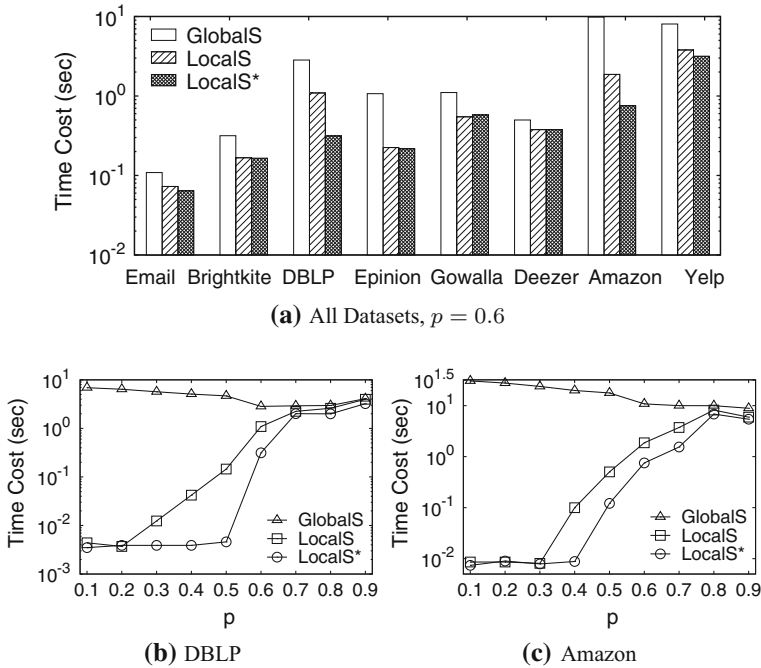 GlobalS
LocalS
LocalS*
Time Cost (sec)
10^1
10^0
10^-1
10^-2
Email Brightkite DBLP Epinion Gowalla Deezer Amazon Yelp
(a) All Datasets, p = 0.6
Time Cost (sec)
10^1
10^0
10^-1
10^-2
10^-3
GlobalS
LocalS
LocalS*
0.1 0.2 0.3 0.4 0.5 0.6 0.7 0.8 0.9
p
(b) DBLP
Time Cost (sec)
10^1.5
10^1
10^0
10^-1
10^-2
GlobalS
LocalS
LocalS*
0.1 0.2 0.3 0.4 0.5 0.6 0.7 0.8 0.9
p
(c) Amazon